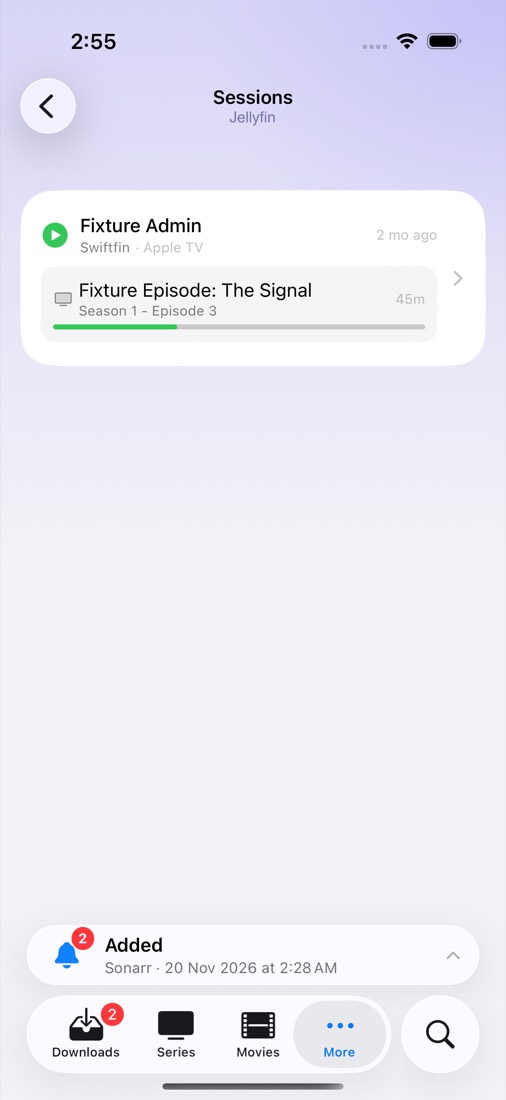 2:55
Sessions
Jellyfin
Fixture Admin
2 mo ago
Swiftfin · Apple TV
Fixture Episode: The Signal
45m
Season 1 - Episode 3
2
Added
Sonarr · 20 Nov 2026 at 2:28 AM
2
Downloads
Series
Movies
More